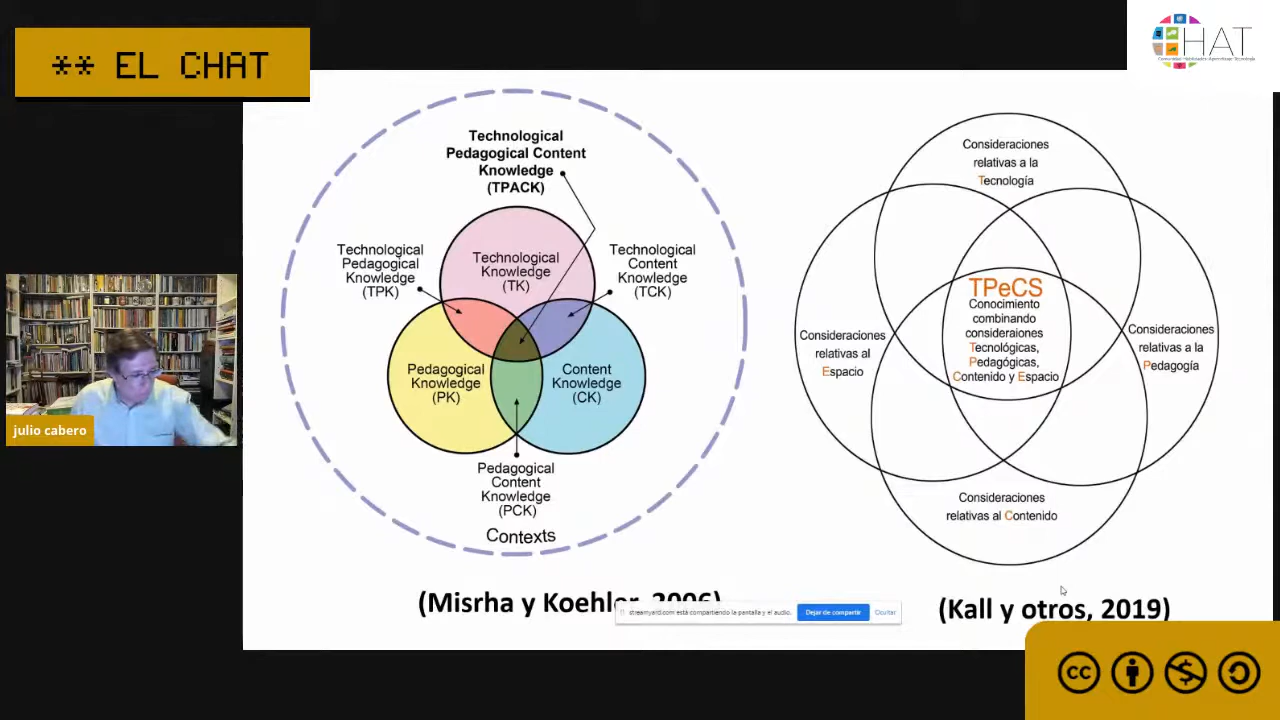 ** EL CHAT
CHAT
julio cabero
Technological
Pedagogical Content
Knowledge
(TPACK)
Technological
Pedagogical
Knowledge
(TPK)
Technological
Knowledge
(TK)
Technological
Content
Knowledge
(TCK)
Pedagogical
Knowledge
(PK)
Content
Knowledge
(CK)
Pedagogical
Content
Knowledge
(PCK)
Contexts
(Misrha y Koehler, 2006)
Consideraciones
relativas a la
Tecnología
Consideraciones
relativas al
Espacio
TPeCS
Conocimiento
combinando
consideraiones
Tecnológicas,
Pedagógicas,
Contenido y Espacio
Consideraciones
relativas a la
Pedagogía
Consideraciones
relativas al Contenido
(Kall y otros, 2019)
streamyard.com está compartiendo la pantalla y el audio.
Dejar de compartir
Ocultar
cc